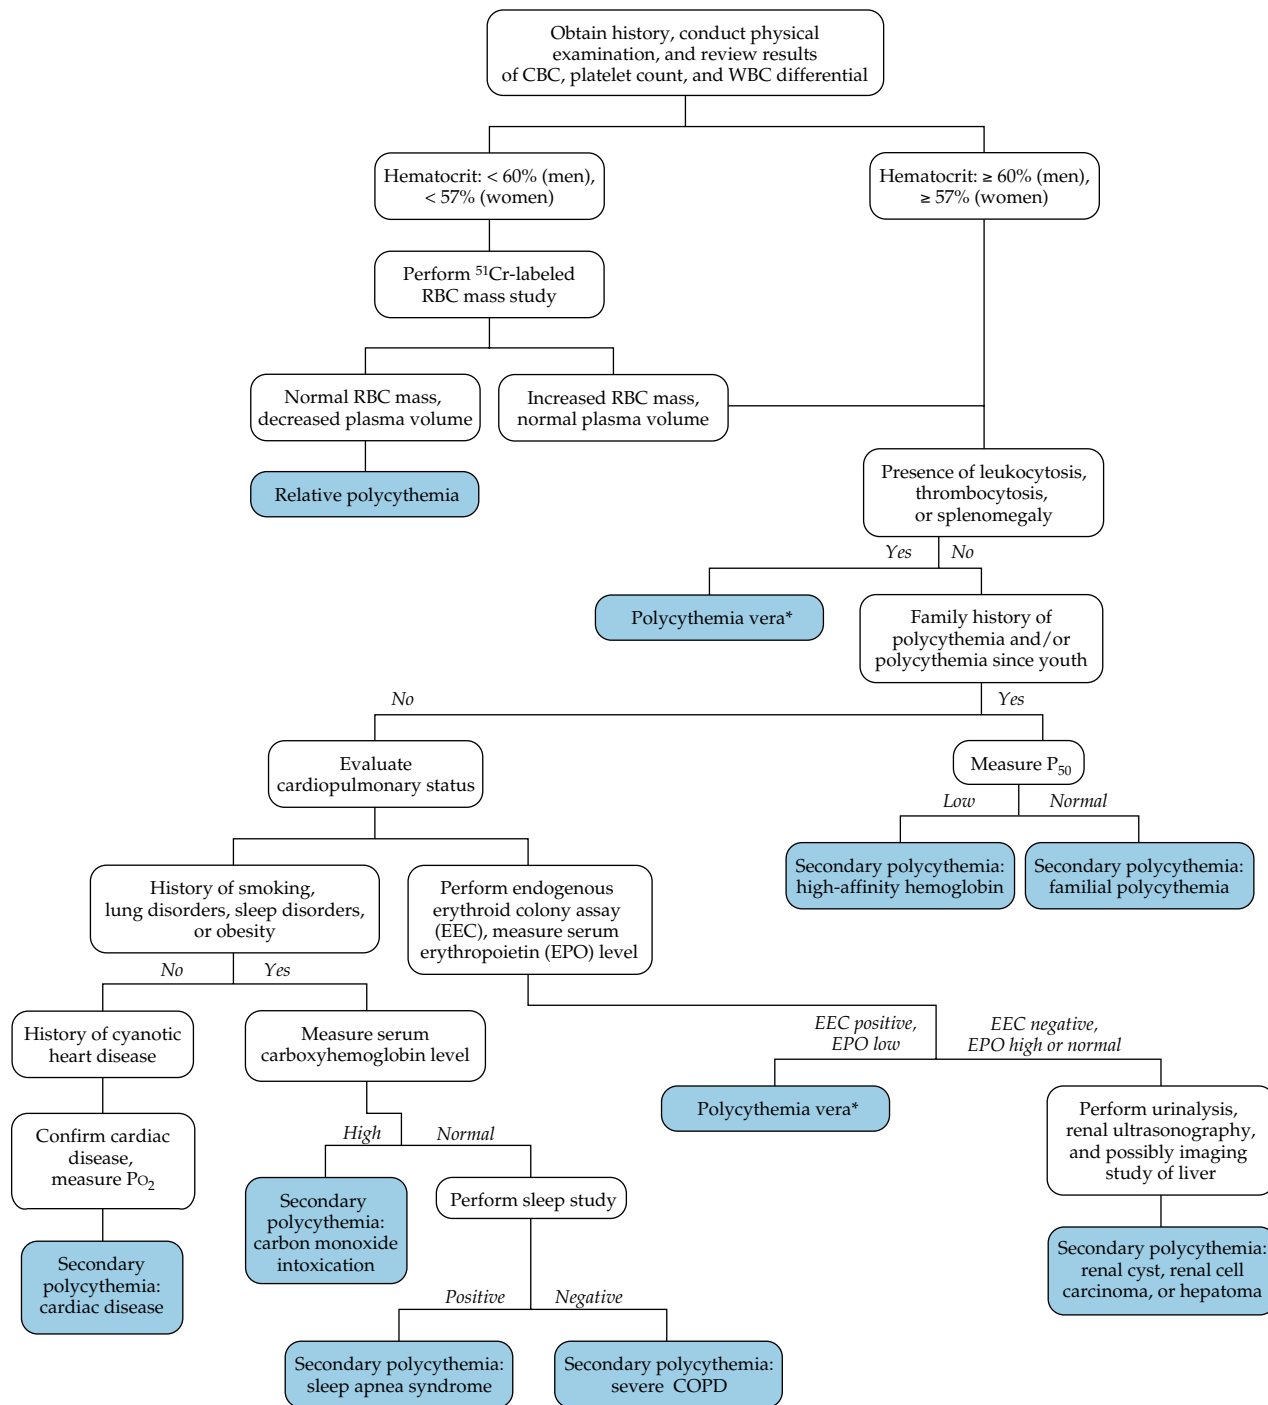 Obtain history, conduct physical
examination, and review results
of CBC, platelet count, and WBC differential
Hematocrit: < 60% (men),
< 57% (women)
Hematocrit: ≥ 60% (men),
≥ 57% (women)
Perform ⁵¹Cr-labeled
RBC mass study
Normal RBC mass,
decreased plasma volume
Increased RBC mass,
normal plasma volume
Relative polycythemia
Presence of leukocytosis,
thrombocytosis,
or splenomegaly
Yes
No
Polycythemia vera*
Family history of
polycythemia and/or
polycythemia since youth
No
Yes
Evaluate
cardiopulmonary status
Measure P₅₀
Low
Normal
Secondary polycythemia:
high-affinity hemoglobin
Secondary polycythemia:
familial polycythemia
History of smoking,
lung disorders, sleep disorders,
or obesity
Perform endogenous
erythroid colony assay
(EEC), measure serum
erythropoietin (EPO) level
No
Yes
History of cyanotic
heart disease
Measure serum
carboxyhemoglobin level
EEC positive,
EPO low
EEC negative,
EPO high or normal
Polycythemia vera*
Perform urinalysis,
renal ultrasonography,
and possibly imaging
study of liver
Confirm cardiac
disease,
measure PO₂
High
Normal
Secondary
polycythemia:
carbon monoxide
intoxication
Perform sleep study
Secondary
polycythemia:
cardiac disease
Secondary polycythemia:
renal cyst, renal cell
carcinoma, or hepatoma
Positive
Negative
Secondary polycythemia:
sleep apnea syndrome
Secondary polycythemia:
severe COPD